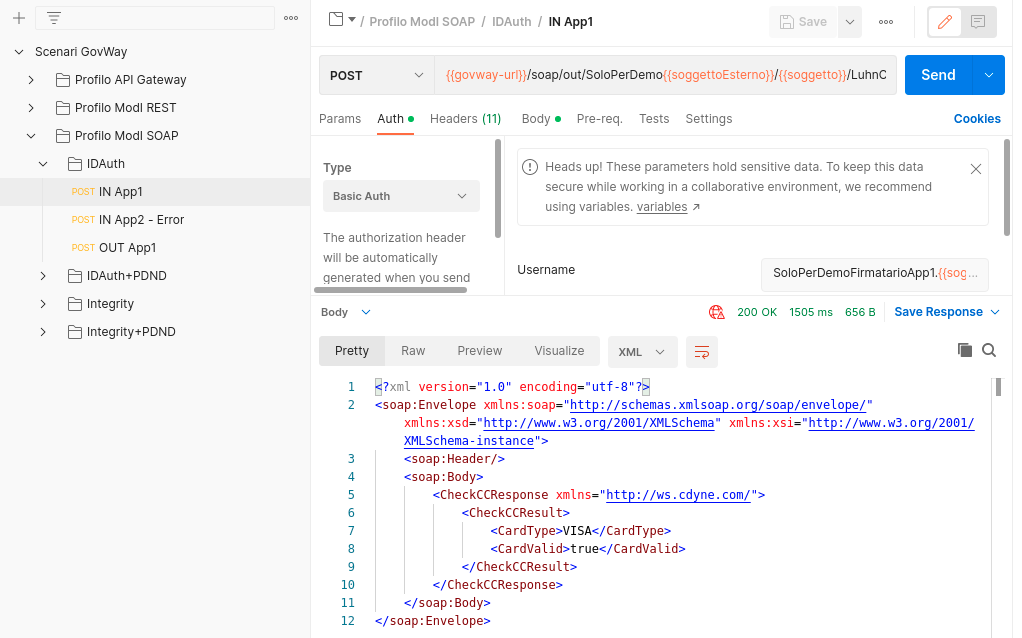 Scenari GovWay
Profilo API Gateway
Profilo ModI REST
Profilo ModI SOAP
IDAuth
POST IN App1
POST IN App2 - Error
POST OUT App1
IDAuth+PDND
Integrity
Integrity+PDND
/ Profilo ModI SOAP / IDAuth / IN App1
Save
POST
{{govway-url}}/soap/out/SoloPerDemo{{soggettoEsterno}}/{{soggetto}}/LuhnC
Send
Params Auth Headers (11) Body Pre-req. Tests Settings
Cookies
Type
Basic Auth
The authorization header
will be automatically
generated when you send
Heads up! These parameters hold sensitive data. To keep this data
secure while working in a collaborative environment, we recommend
using variables. variables ↗
Username
SoloPerDemoFirmatarioApp1.{{sog...
Body
200 OK 1505 ms 656 B
Save Response
Pretty Raw Preview Visualize
XML
1 <?xml version="1.0" encoding="utf-8"?>
2 <soap:Envelope xmlns:soap="http://schemas.xmlsoap.org/soap/envelope/"
xmlns:xsd="http://www.w3.org/2001/XMLSchema" xmlns:xsi="http://www.w3.org/2001/
XMLSchema-instance">
3 <soap:Header/>
4 <soap:Body>
5 <CheckCCResponse xmlns="http://ws.cdyne.com/">
6 <CheckCCResult>
7 <CardType>VISA</CardType>
8 <CardValid>true</CardValid>
9 </CheckCCResult>
10 </CheckCCResponse>
11 </soap:Body>
12 </soap:Envelope>